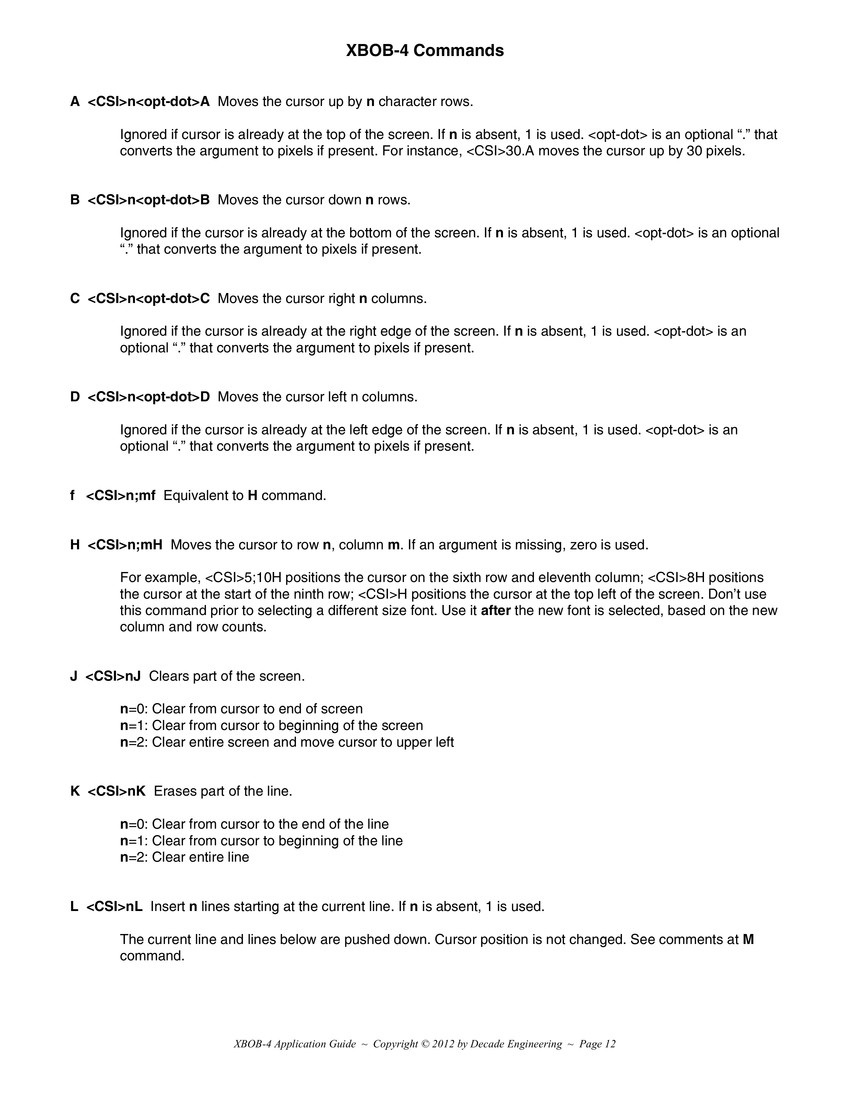 XBOB-4 Commands
A <CSI>n<opt-dot>A Moves the cursor up by n character rows.
Ignored if cursor is already at the top of the screen. If n is absent, 1 is used. <opt-dot> is an optional “.” that
converts the argument to pixels if present. For instance, <CSI>30.A moves the cursor up by 30 pixels.
B <CSI>n<opt-dot>B Moves the cursor down n rows.
Ignored if the cursor is already at the bottom of the screen. If n is absent, 1 is used. <opt-dot> is an optional
“.” that converts the argument to pixels if present.
C <CSI>n<opt-dot>C Moves the cursor right n columns.
Ignored if the cursor is already at the right edge of the screen. If n is absent, 1 is used. <opt-dot> is an
optional “.” that converts the argument to pixels if present.
D <CSI>n<opt-dot>D Moves the cursor left n columns.
Ignored if the cursor is already at the left edge of the screen. If n is absent, 1 is used. <opt-dot> is an
optional “.” that converts the argument to pixels if present.
f <CSI>n;mf Equivalent to H command.
H <CSI>n;mH Moves the cursor to row n, column m. If an argument is missing, zero is used.
For example, <CSI>5;10H positions the cursor on the sixth row and eleventh column; <CSI>8H positions
the cursor at the start of the ninth row; <CSI>H positions the cursor at the top left of the screen. Don’t use
this command prior to selecting a different size font. Use it after the new font is selected, based on the new
column and row counts.
J <CSI>nJ Clears part of the screen.
n=0: Clear from cursor to end of screen
n=1: Clear from cursor to beginning of the screen
n=2: Clear entire screen and move cursor to upper left
K <CSI>nK Erases part of the line.
n=0: Clear from cursor to the end of the line
n=1: Clear from cursor to beginning of the line
n=2: Clear entire line
L <CSI>nL Insert n lines starting at the current line. If n is absent, 1 is used.
The current line and lines below are pushed down. Cursor position is not changed. See comments at M
command.
XBOB-4 Application Guide ~ Copyright © 2012 by Decade Engineering ~ Page 12